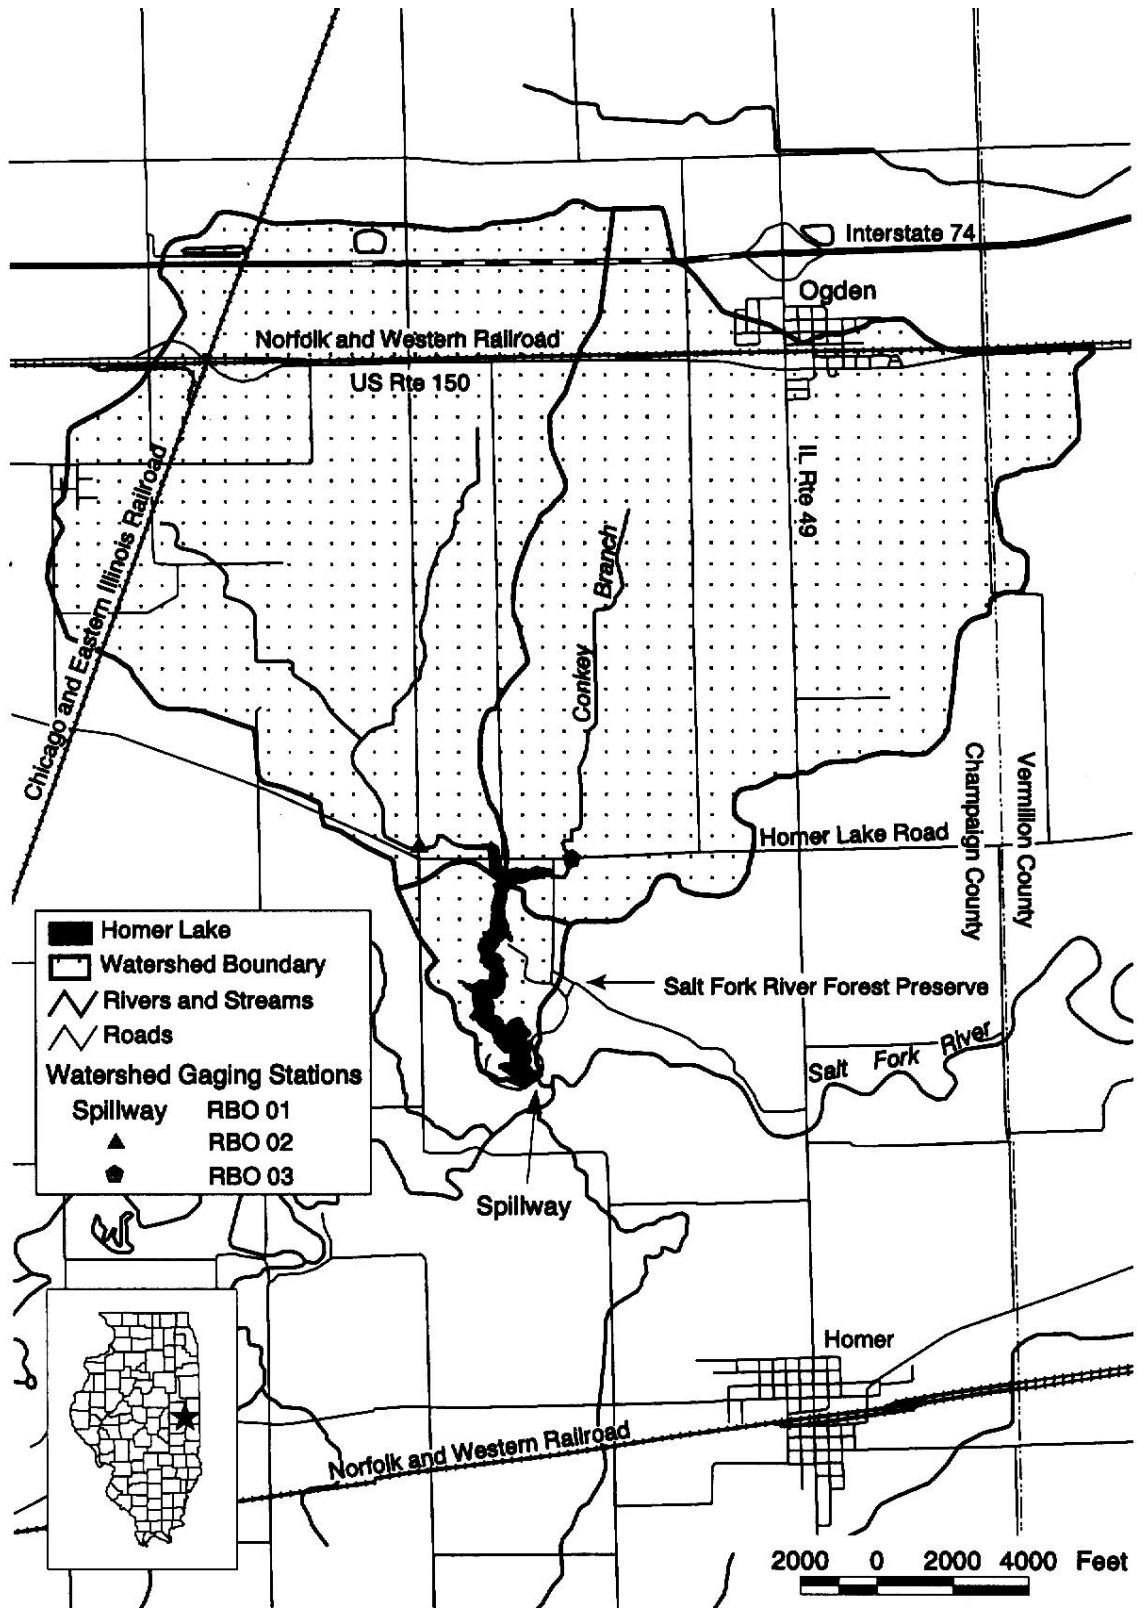 Interstate 74
Ogden
Norfolk and Western Railroad
US Rte 150
IL Rte 49
Chicago and Eastern Illinois Railroad
Conkey Branch
Champaign County
Vermilion County
Homer Lake Road
Homer Lake
Watershed Boundary
Rivers and Streams
Roads
Watershed Gaging Stations
Spillway RBO 01
RBO 02
RBO 03
Salt Fork River Forest Preserve
Salt Fork River
Spillway
Homer
Norfolk and Western Railroad
2000 0 2000 4000 Feet